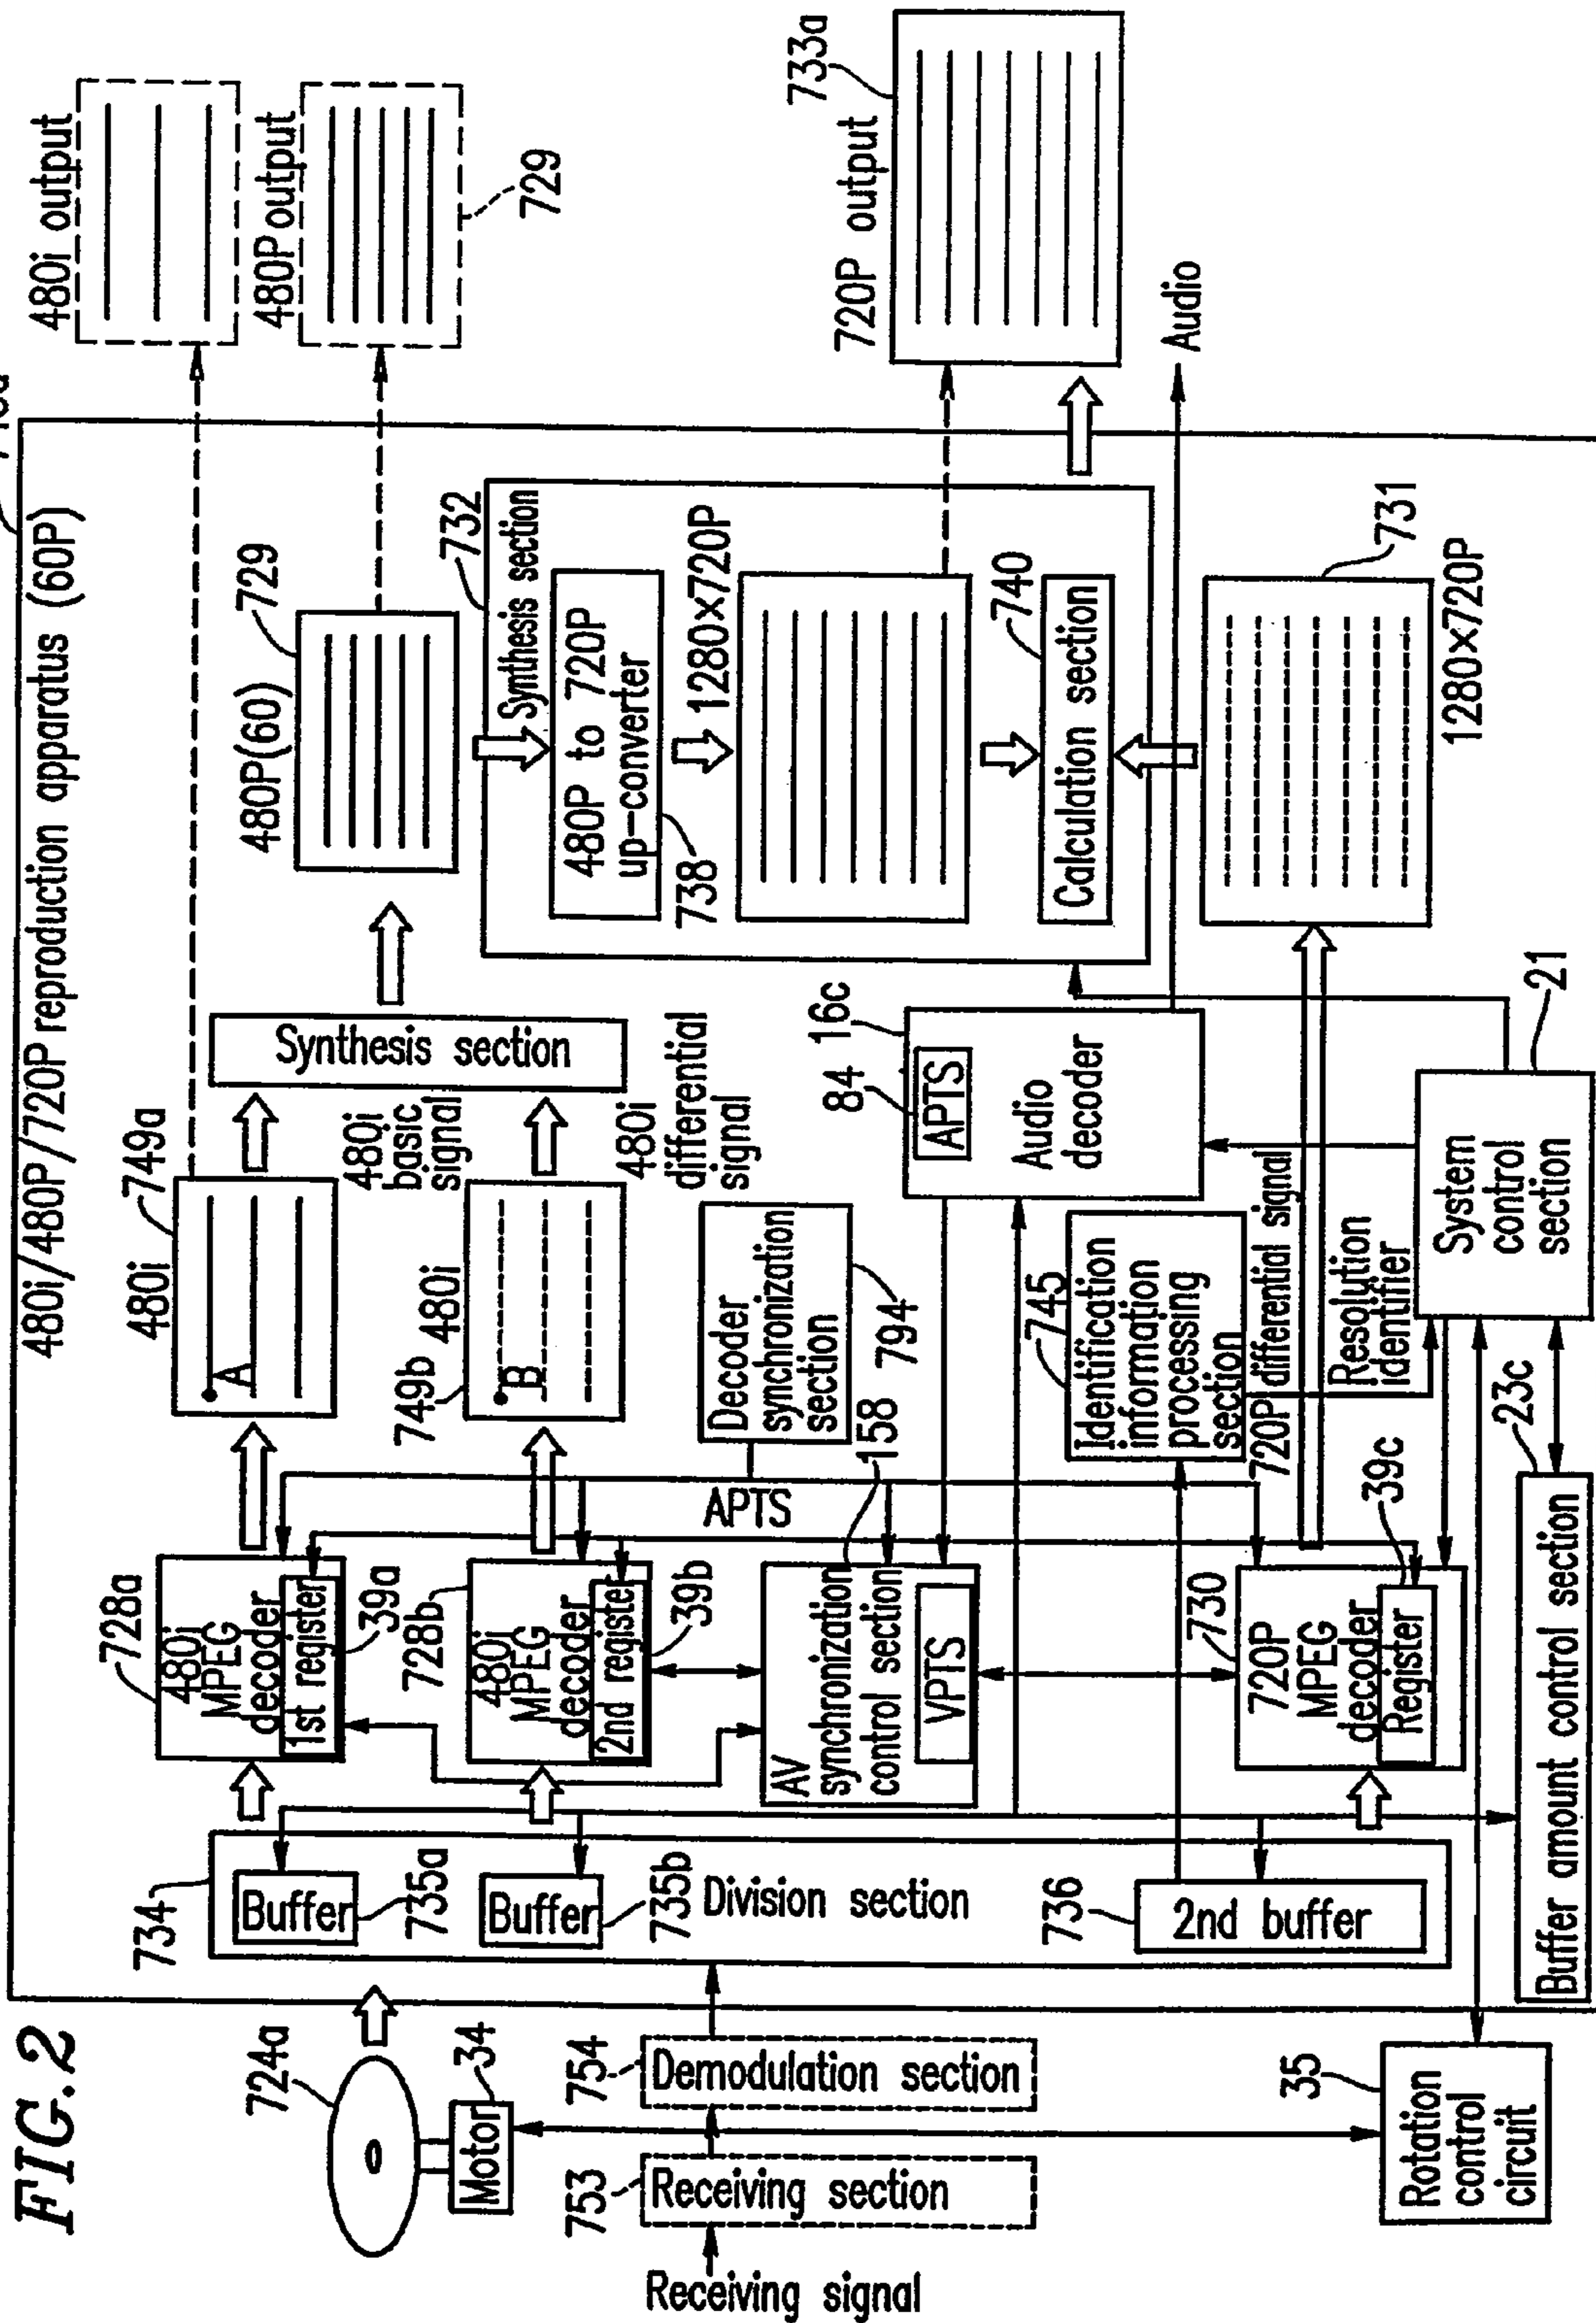 FIG.2
480i/480P/720P reproduction apparatus (60P)
724a
34
Motor
753
Receiving section
Receiving signal
754
Demodulation section
35
Rotation
control
circuit
734
Buffer
735a
Buffer
735b
Division section
736
2nd buffer
728a
480i
MPEG
decoder
1st register
39a
728b
480i
MPEG
decoder
2nd register
39b
AV
synchronization
control section
VPTS
158
730
720P
MPEG
decoder
Register
39c
Buffer amount control section
23c
APTS
480i
749a
A
480i
basic
signal
749b
480i
B
480i
differential
signal
Decoder
synchronization
section
794
745
Identification
information
processing
section
720P differential signal
Resolution
identifier
System
control
section
21
Synthesis section
84
16c
APTS
Audio
decoder
480P(60)
729
732
Synthesis section
480P to 720P
up-converter
738
1280×720P
740
Calculation section
731
1280×720P
480i output
480P output
729
720P output
733a
Audio